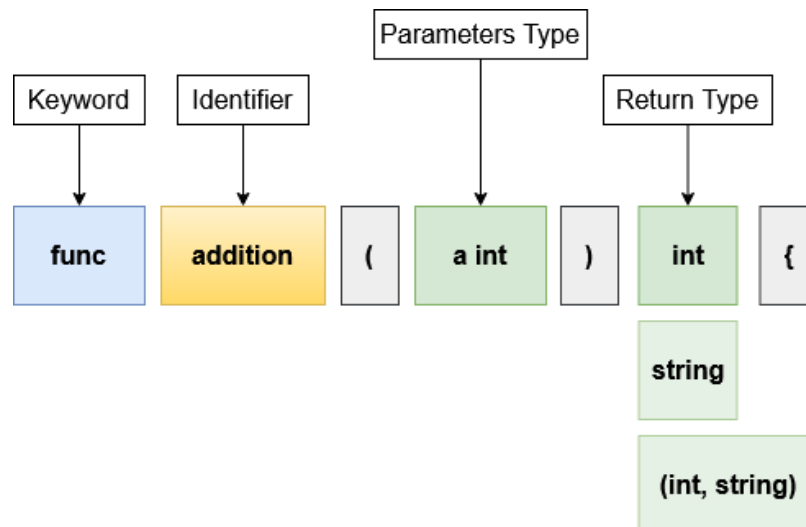 Parameters Type
Keyword
Identifier
Return Type
func
addition
(
a int
)
int
{
string
(int, string)